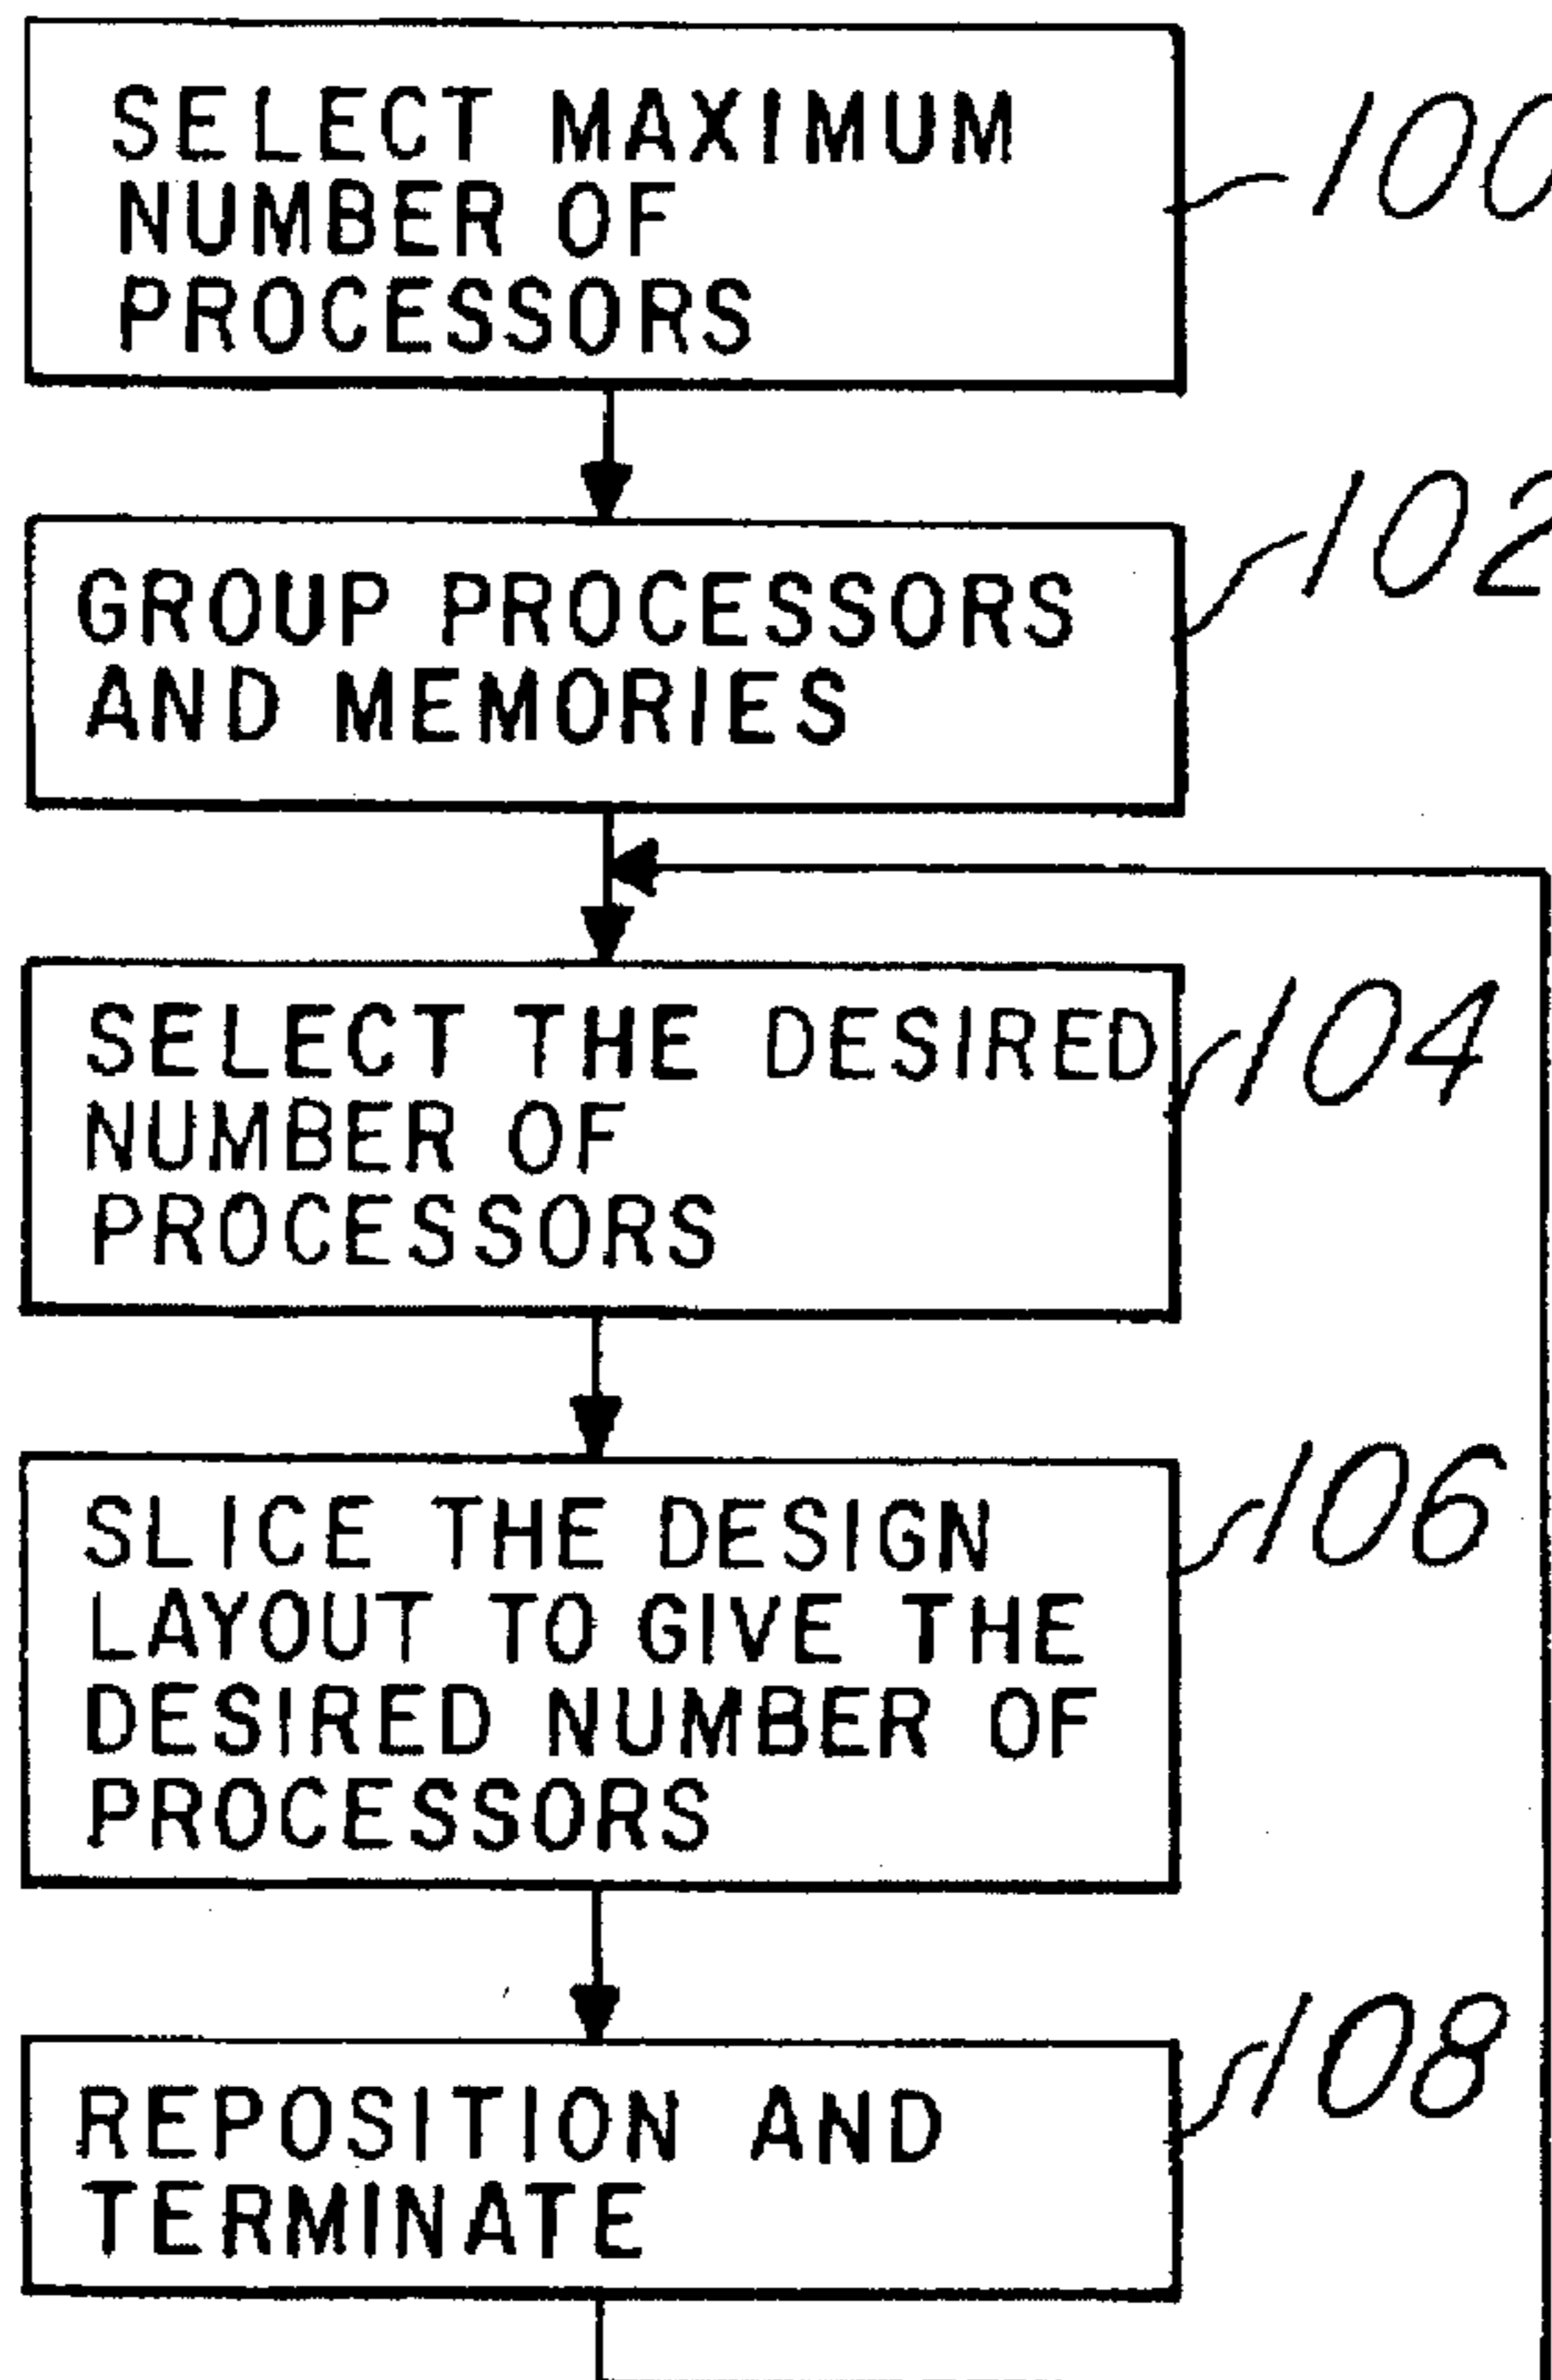 SELECT MAXIMUM
NUMBER OF
PROCESSORS
100
GROUP PROCESSORS
AND MEMORIES
102
SELECT THE DESIRED
NUMBER OF
PROCESSORS
104
SLICE THE DESIGN
LAYOUT TO GIVE THE
DESIRED NUMBER OF
PROCESSORS
106
REPOSITION AND
TERMINATE
108